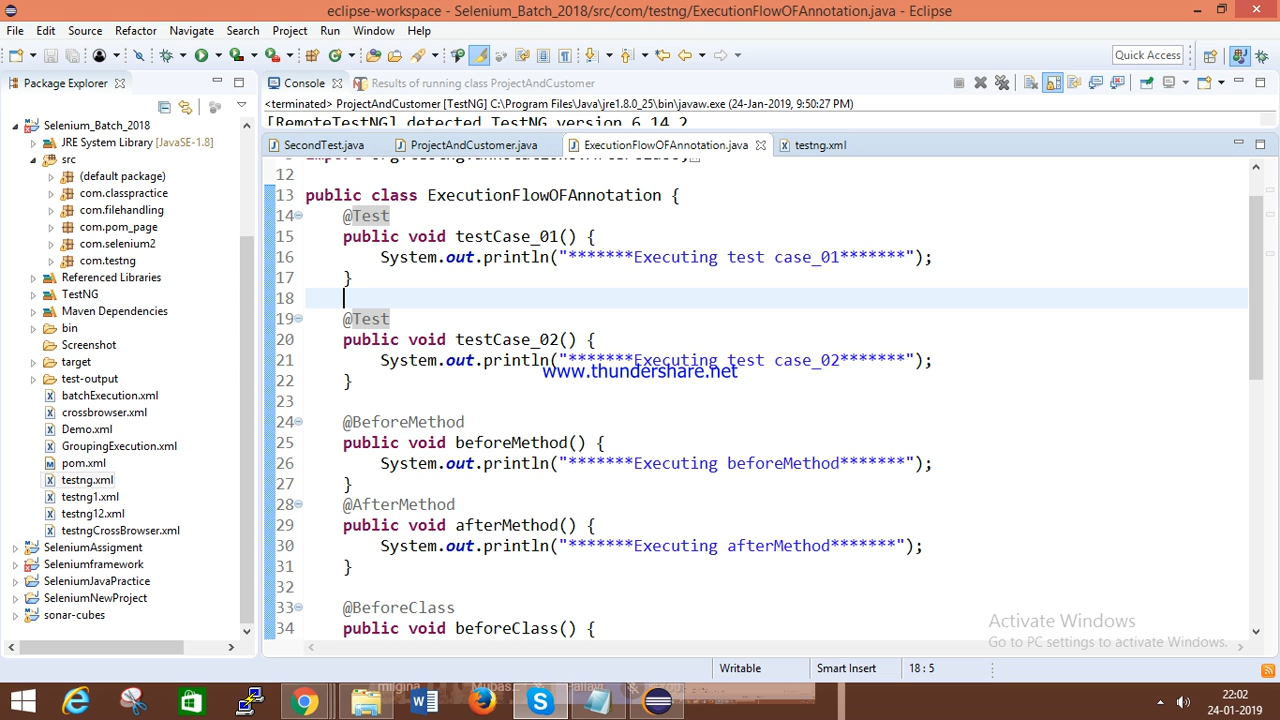 eclipse-workspace - Selenium_Batch_2018/src/com/testng/ExecutionFlowOFAnnotation.java - Eclipse
File Edit Source Refactor Navigate Search Project Run Window Help
Quick Access
Package Explorer
Console
Results of running class ProjectAndCustomer
<terminated> ProjectAndCustomer [TestNG] C:\Program Files\Java\jre1.8.0_25\bin\javaw.exe (24-Jan-2019, 9:50:27 PM)
[RemoteTestNG] detected TestNG version 6.14.2
SecondTest.java
ProjectAndCustomer.java
ExecutionFlowOFAnnotation.java
testng.xml
Selenium_Batch_2018
JRE System Library [JavaSE-1.8]
src
(default package)
com.classpractice
com.filehandling
com.pom_page
com.selenium2
com.testng
Referenced Libraries
TestNG
Maven Dependencies
bin
Screenshot
target
test-output
batchExecution.xml
crossbrowser.xml
Demo.xml
GroupingExecution.xml
pom.xml
testng.xml
testng1.xml
testng12.xml
testngCrossBrowser.xml
SeleniumAssigment
Seleniumframework
SeleniumJavaPractice
SeleniumNewProject
sonar-cubes
12
13 public class ExecutionFlowOFAnnotation {
14 @Test
15 public void testCase_01() {
16 System.out.println("*******Executing test case_01*******");
17 }
18
19 @Test
20 public void testCase_02() {
21 System.out.println("*******Executing test case_02*******");
www.thundershare.net
22 }
23
24 @BeforeMethod
25 public void beforeMethod() {
26 System.out.println("*******Executing beforeMethod*******");
27 }
28 @AfterMethod
29 public void afterMethod() {
30 System.out.println("*******Executing afterMethod*******");
31 }
32
33 @BeforeClass
34 public void beforeClass() {
Activate Windows
Go to PC settings to activate Windows.
Writable
Smart Insert
18 : 5
22:02
24-01-2019